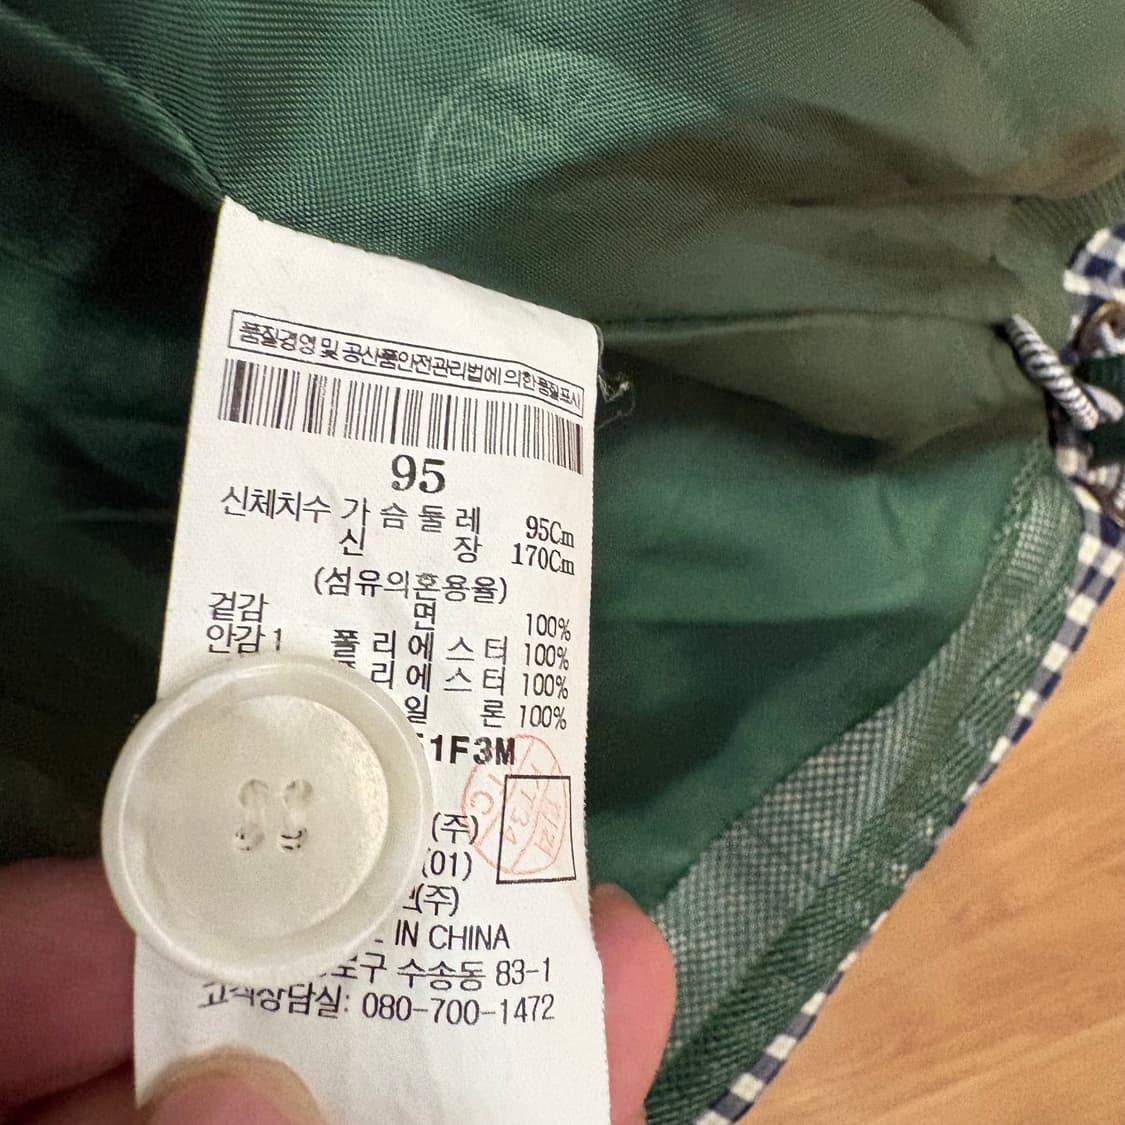 품질경영 및 공산품안전관리법에 의한 품질표시
95
신체치수 가 슴 둘 레 95Cm
신 장 170Cm
(섬유의혼용율)
겉감 면 100%
안감1 폴 리 에 스 터 100%
리 에 스 터 100%
일 론 100%
1F3M
(주)
(01)
(주)
IN CHINA
구 수송동 83-1
고객상담실: 080-700-1472